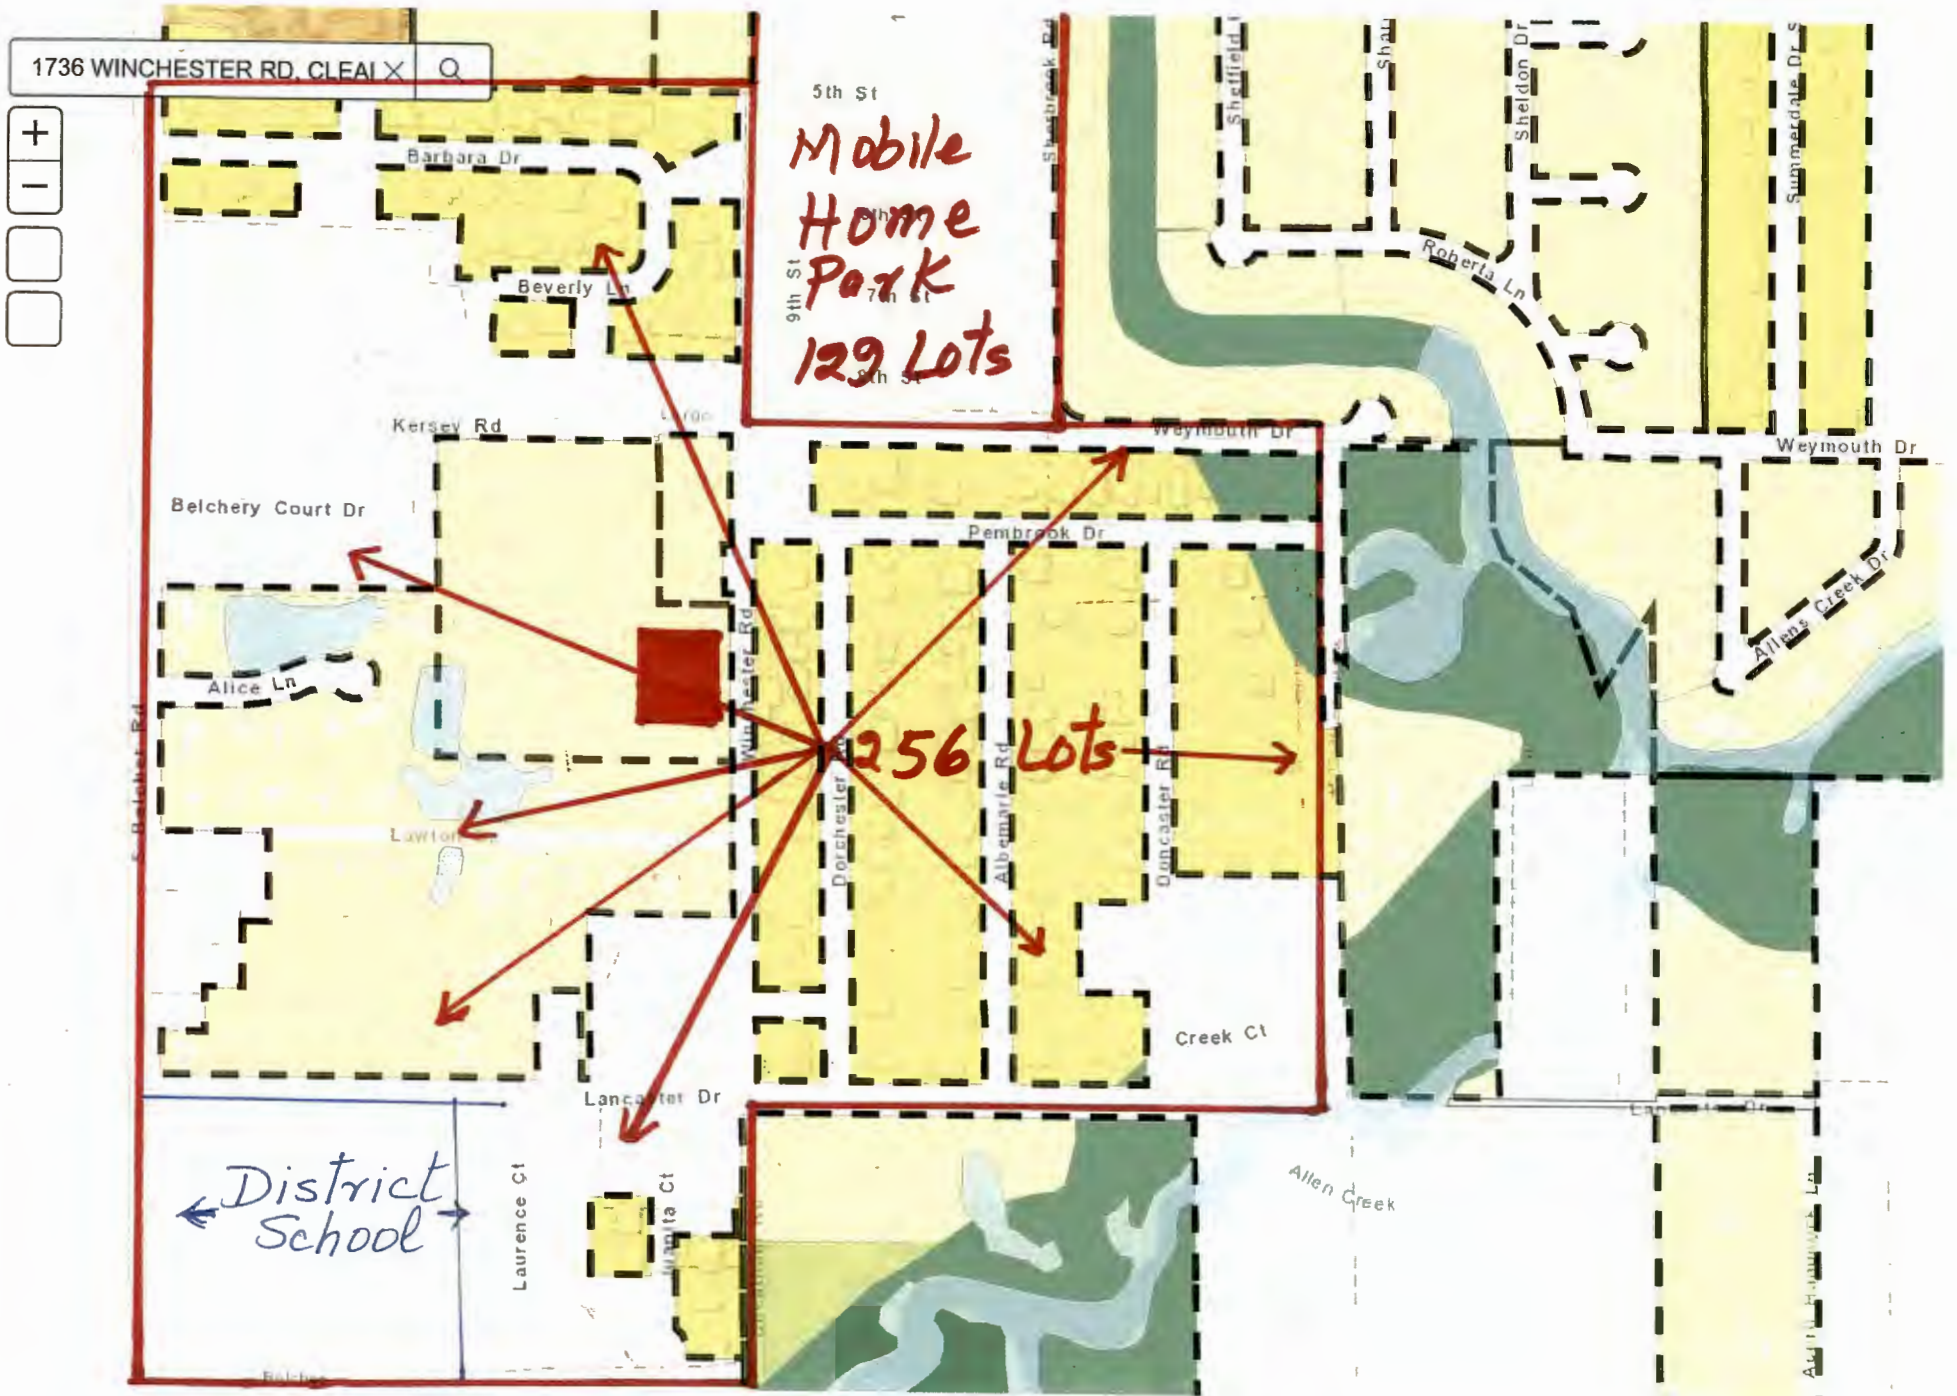 1736 WINCHESTER RD, CLEAI
+
−
5th St
Sherbrook Rd
Sheffield
Shar
Sheldon Dr
Summerdale Dr S
Mobile
Barbara Dr
Home
Park
9th St
7th St
Beverly Ln
Roberta Ln
129 Lots
8th St
Kersey Rd
Weymouth Dr
Weymouth Dr
Belchery Court Dr
Pembrook Dr
Allens Creek Dr
Alice Ln
Winchester Rd
S Belcher Rd
256 Lots
Dorchester
Albemarle Rd
Doncaster Rd
Lawton
Creek Ct
Lancaster Dr
District
School
Laurence Ct
Juanita Ct
Allen Creek
Belcher